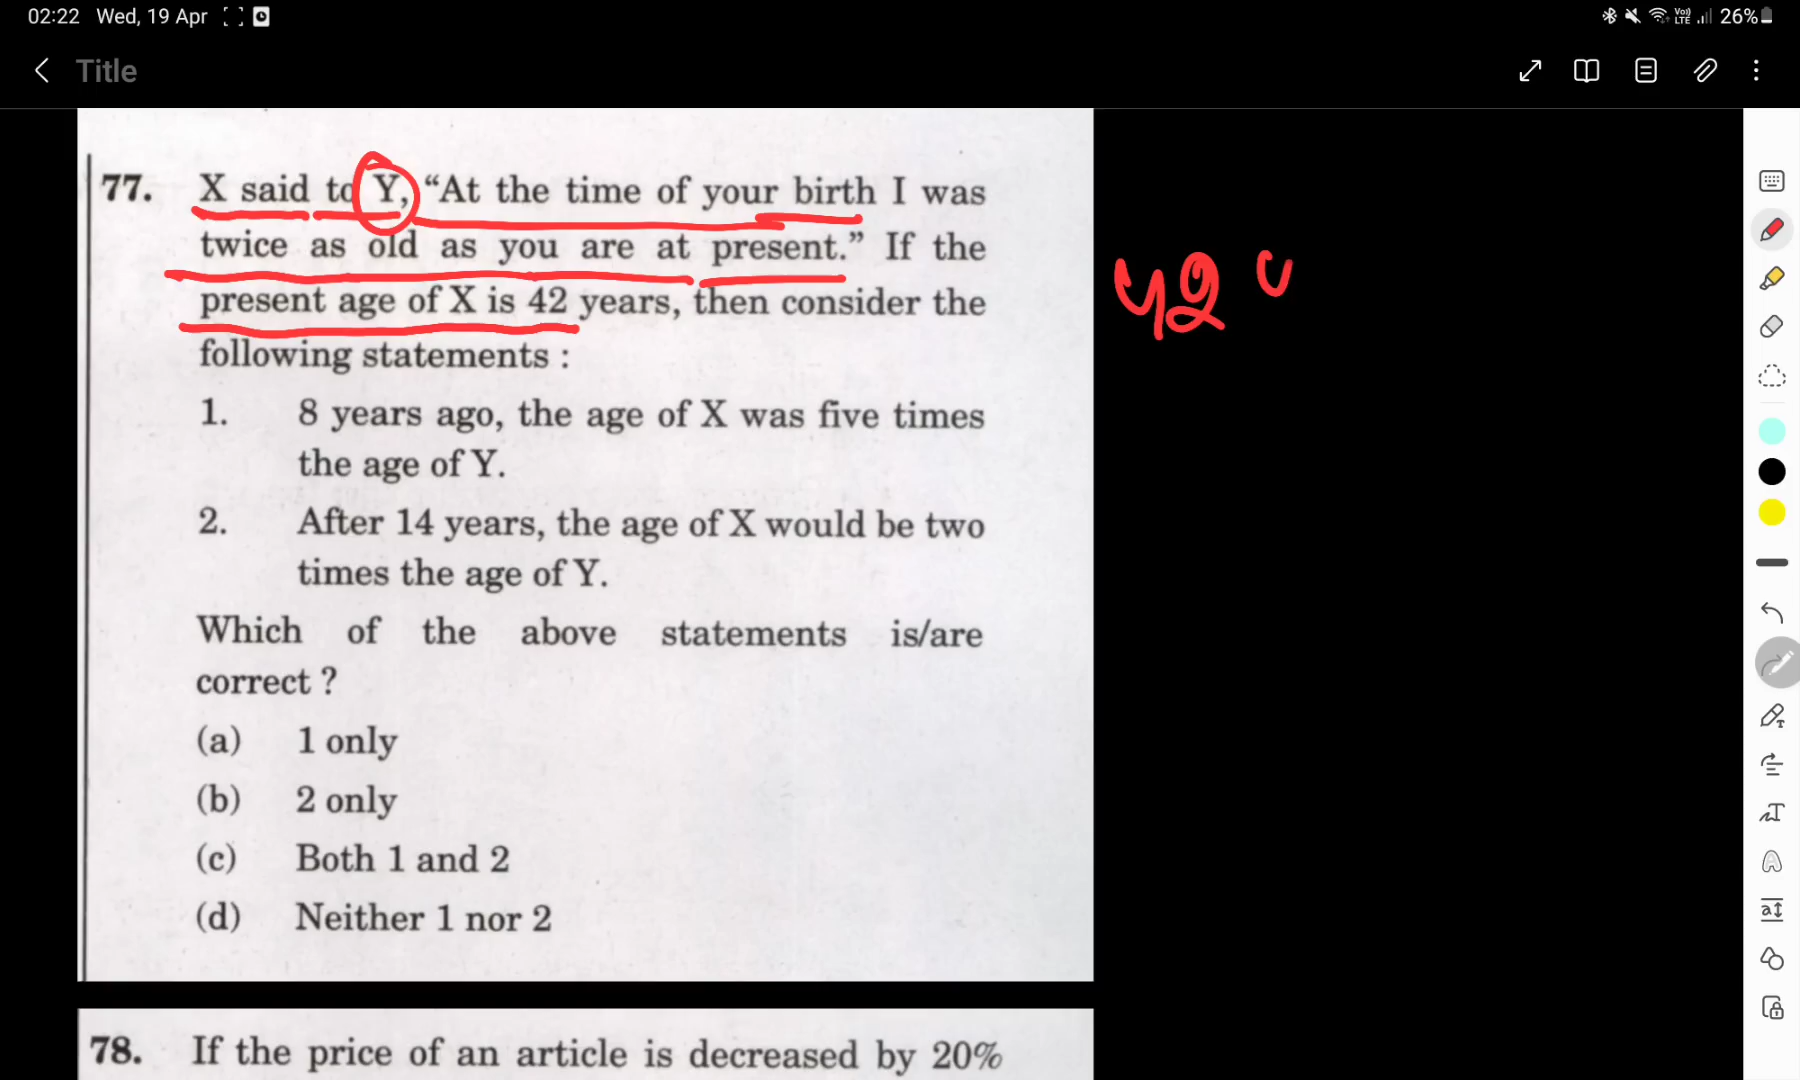 02:22 Wed, 19 Apr
26%
Title
77. X said to Y, “At the time of your birth I was
twice as old as you are at present.” If the
present age of X is 42 years, then consider the
following statements :
1. 8 years ago, the age of X was five times
the age of Y.
2. After 14 years, the age of X would be two
times the age of Y.
Which of the above statements is/are
correct ?
(a) 1 only
(b) 2 only
(c) Both 1 and 2
(d) Neither 1 nor 2
78. If the price of an article is decreased by 20%
42